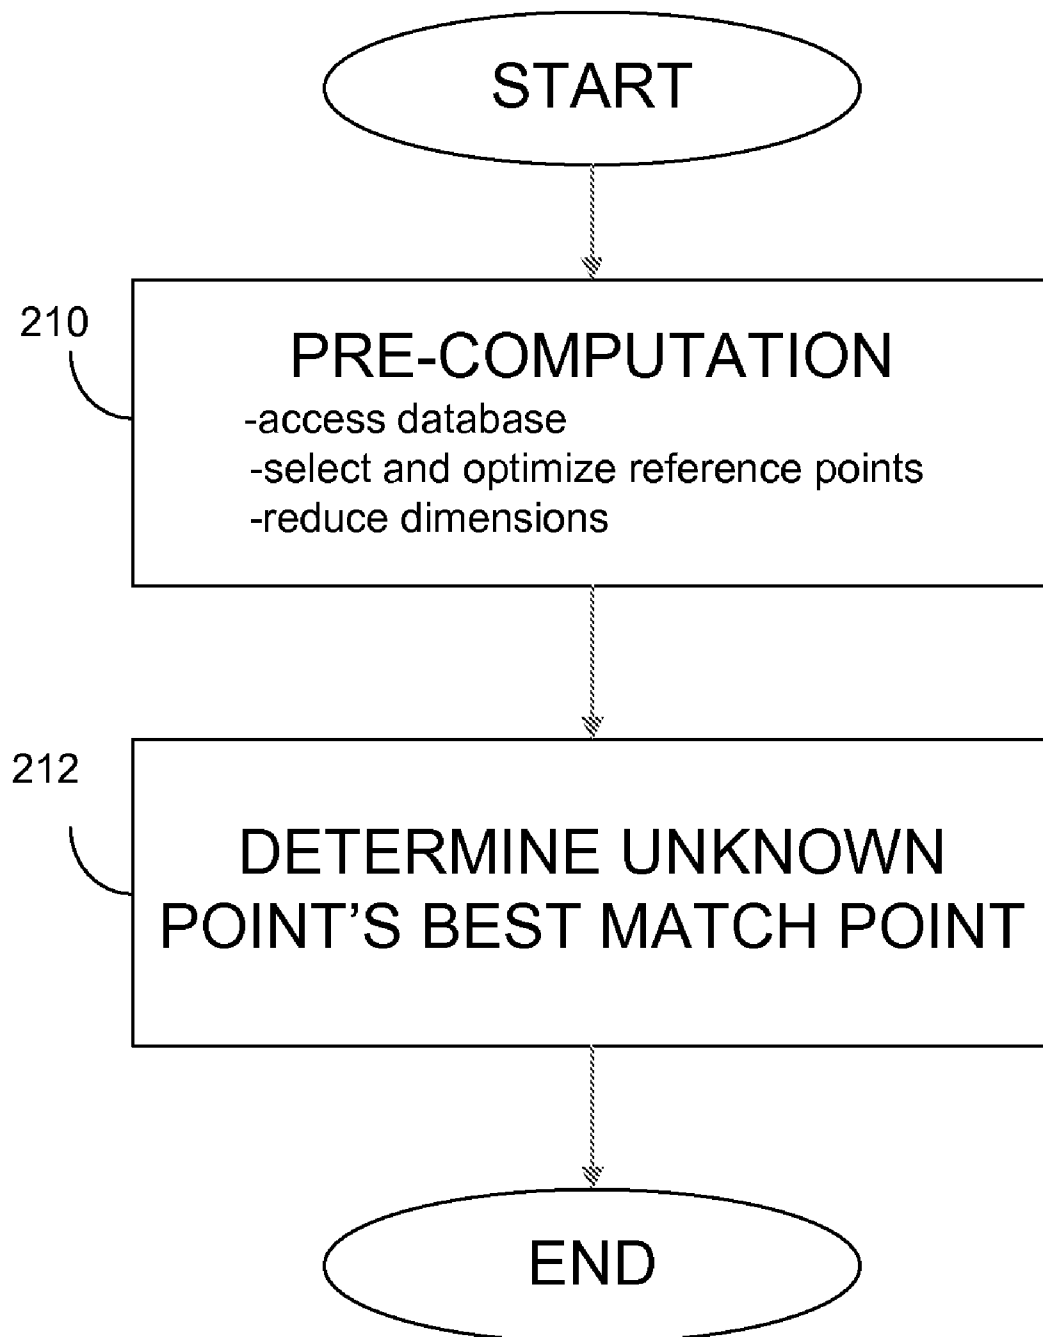 START
210
PRE-COMPUTATION
-access database
-select and optimize reference points
-reduce dimensions
212
DETERMINE UNKNOWN
POINT’S BEST MATCH POINT
END